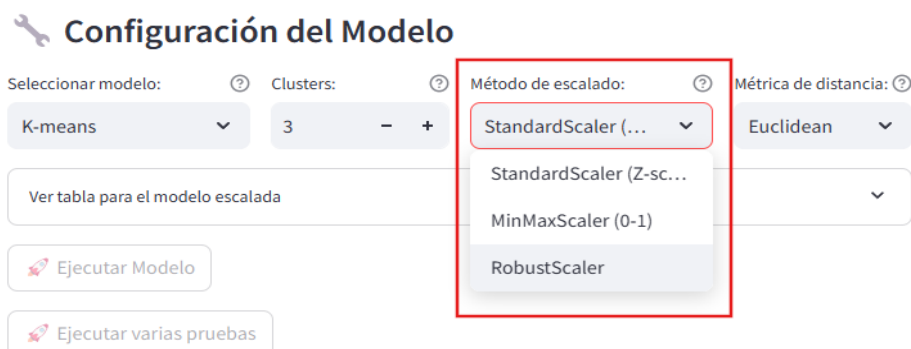 Configuración del Modelo
Seleccionar modelo: ? Clusters: ? Método de escalado: ? Métrica de distancia: ?
K-means 3 - + StandardScaler (... Euclidean
StandardScaler (Z-sc...
Ver tabla para el modelo escalada
MinMaxScaler (0-1)
RobustScaler
Ejecutar Modelo
Ejecutar varias pruebas